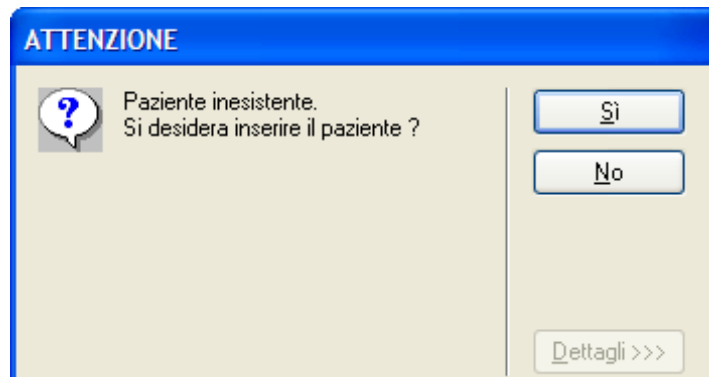 ATTENZIONE
Paziente inesistente.
Si desidera inserire il paziente ?
Sì
No
Dettagli >>>